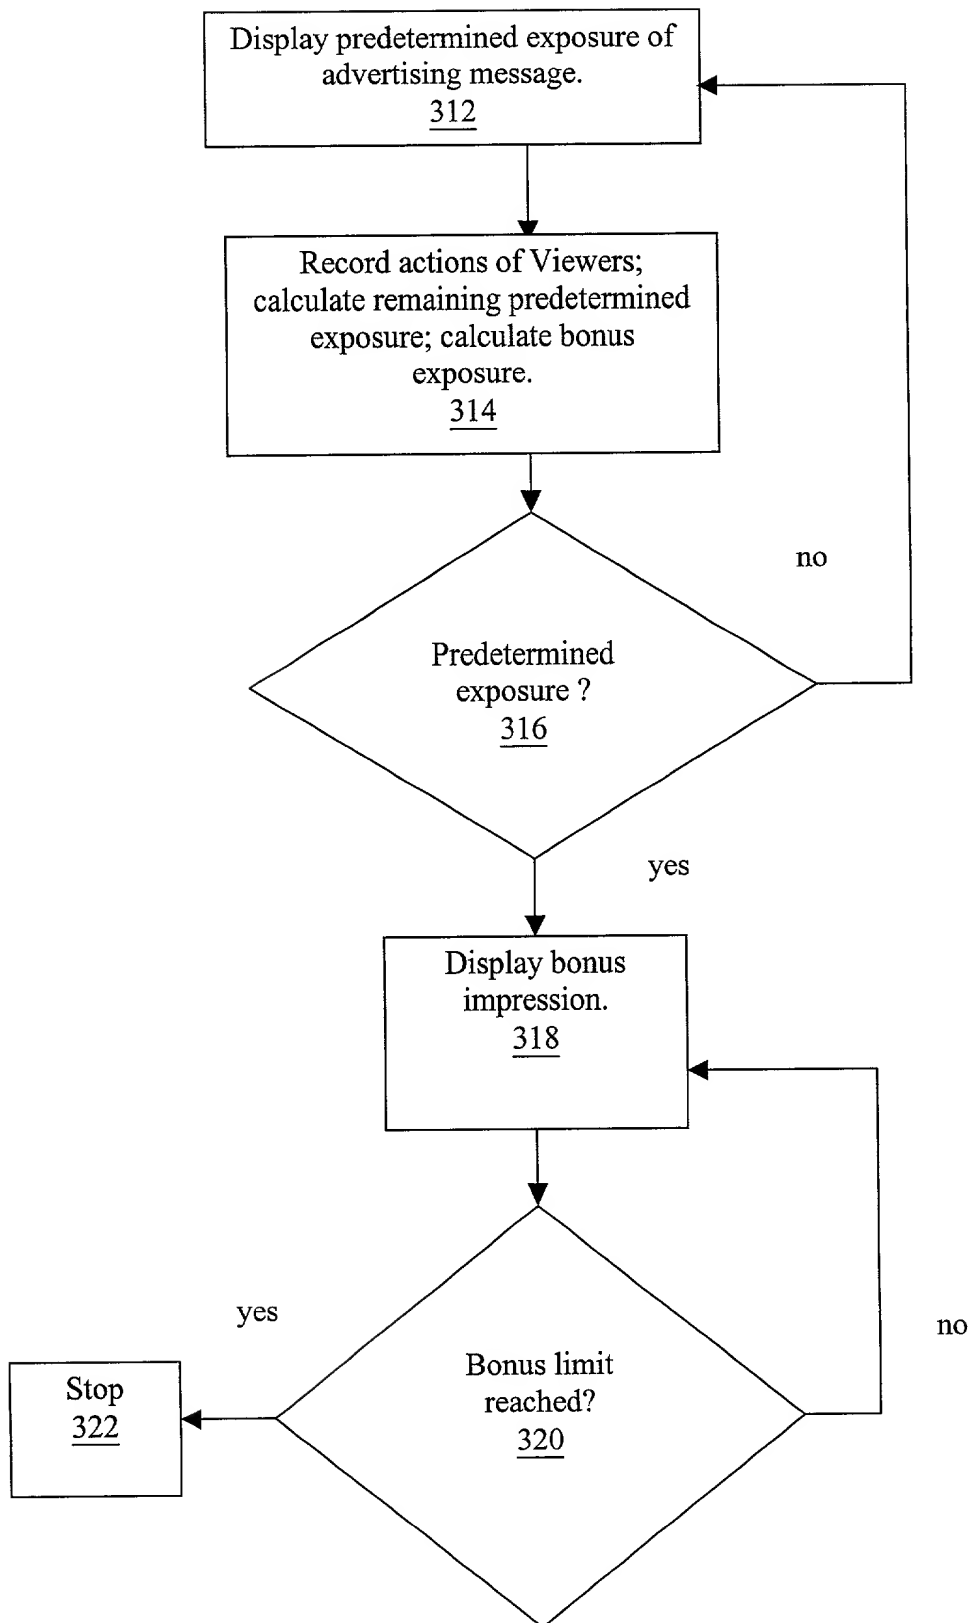 Display predetermined exposure of
advertising message.
312
Record actions of Viewers;
calculate remaining predetermined
exposure; calculate bonus
exposure.
314
no
Predetermined
exposure ?
316
yes
Display bonus
impression.
318
yes
no
Bonus limit
reached?
320
Stop
322